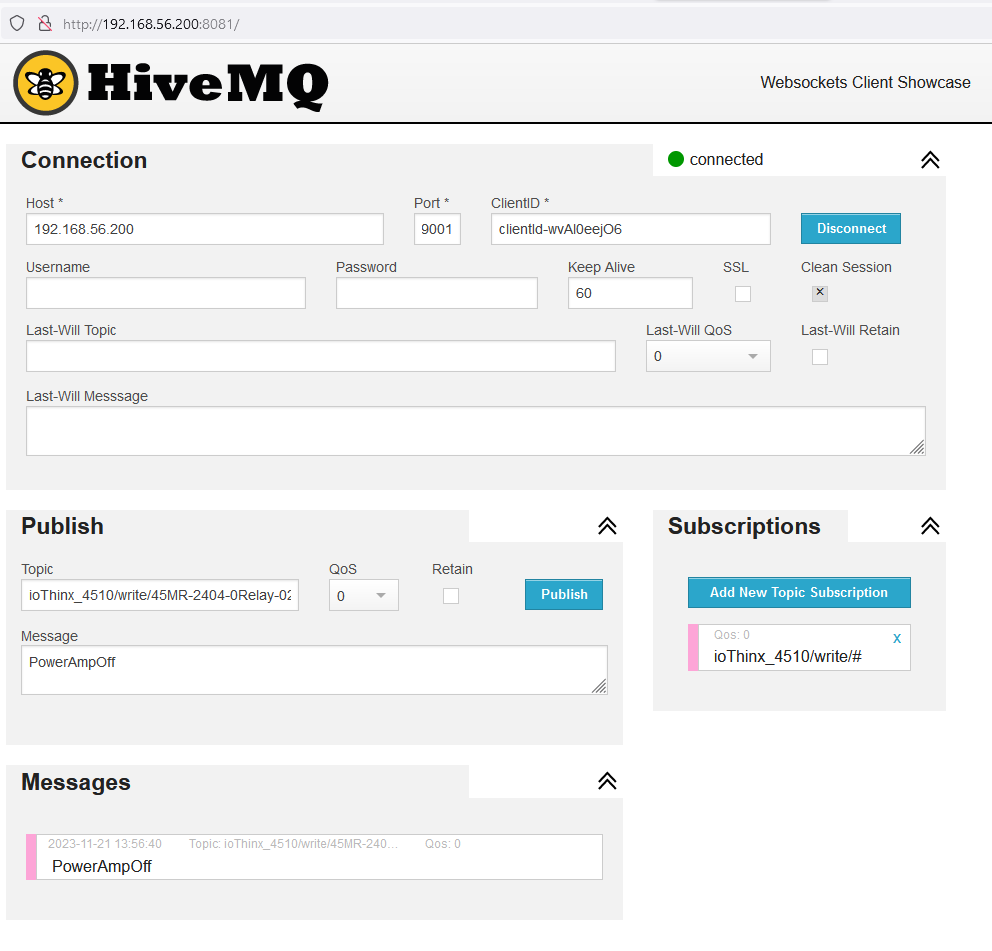 http://192.168.56.200:8081/
HiveMQ
Websockets Client Showcase
Connection
connected
Host *
Port *
ClientID *
192.168.56.200
9001
clientId-wvAl0eejO6
Disconnect
Username
Password
Keep Alive
SSL
Clean Session
60
Last-Will Topic
Last-Will QoS
Last-Will Retain
0
Last-Will Messsage
Publish
Subscriptions
Topic
QoS
Retain
ioThinx_4510/write/45MR-2404-0Relay-02
0
Publish
Add New Topic Subscription
Message
PowerAmpOff
Qos: 0
x
ioThinx_4510/write/#
Messages
2023-11-21 13:56:40 Topic: ioThinx_4510/write/45MR-240... Qos: 0
PowerAmpOff